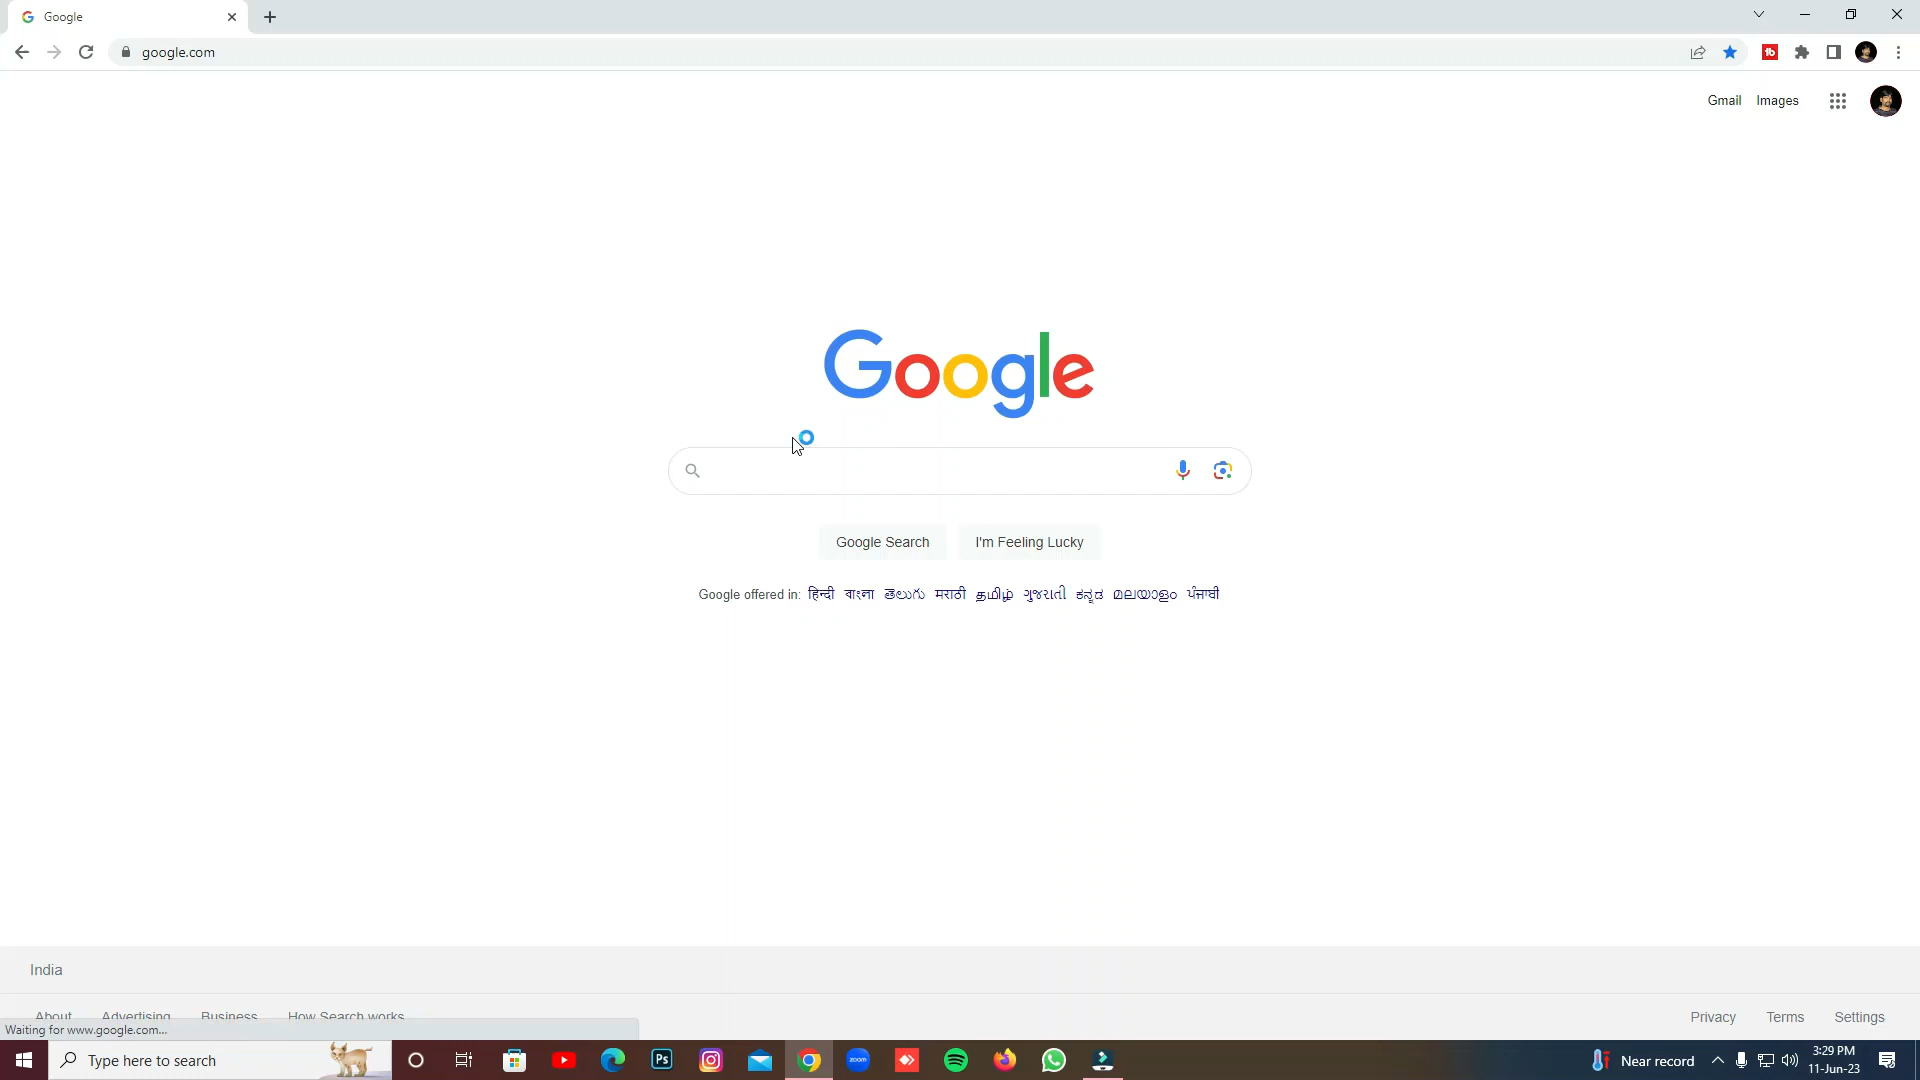 Google
google.com
Gmail Images
Google
Google Search I'm Feeling Lucky
Google offered in: हिन्दी বাংলা తెలుగు मराठी தமிழ் ગુજરાતી ಕನ್ನಡ മലയാളം ਪੰਜਾਬੀ
India
About Advertising Business How Search works
Privacy Terms Settings
Waiting for www.google.com...
Type here to search
Ps
zoom
Near record
3:29 PM
11-Jun-23